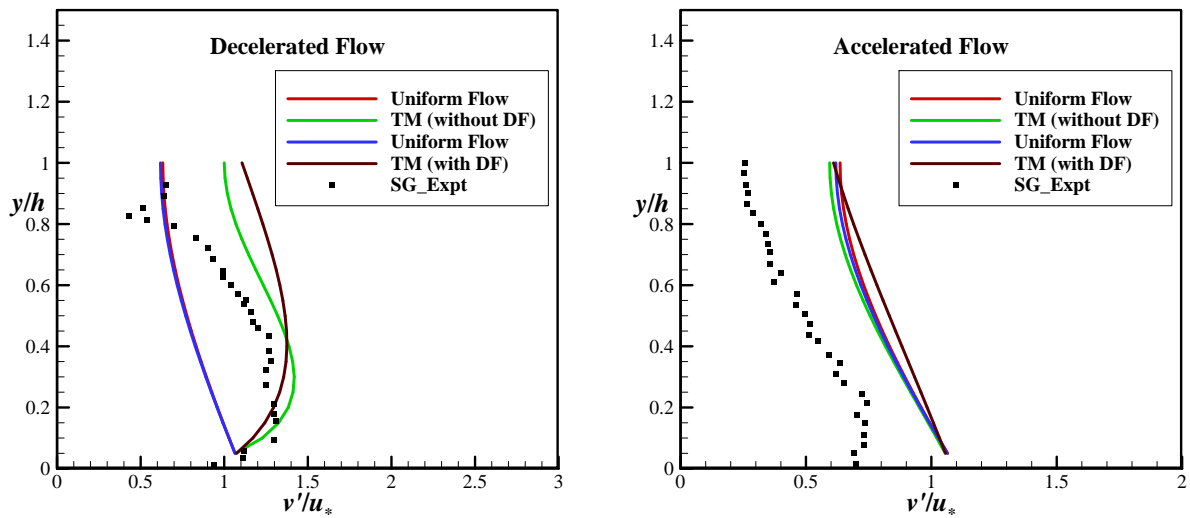 Decelerated Flow
Uniform Flow
TM (without DF)
Uniform Flow
TM (with DF)
SG_Expt
y/h
1.4
1.2
1
0.8
0.6
0.4
0.2
0
0 0.5 1 1.5 2 2.5 3
v'/u*
Accelerated Flow
Uniform Flow
TM (without DF)
Uniform Flow
TM (with DF)
SG_Expt
y/h
1.4
1.2
1
0.8
0.6
0.4
0.2
0
0 0.5 1 1.5 2
v'/u*